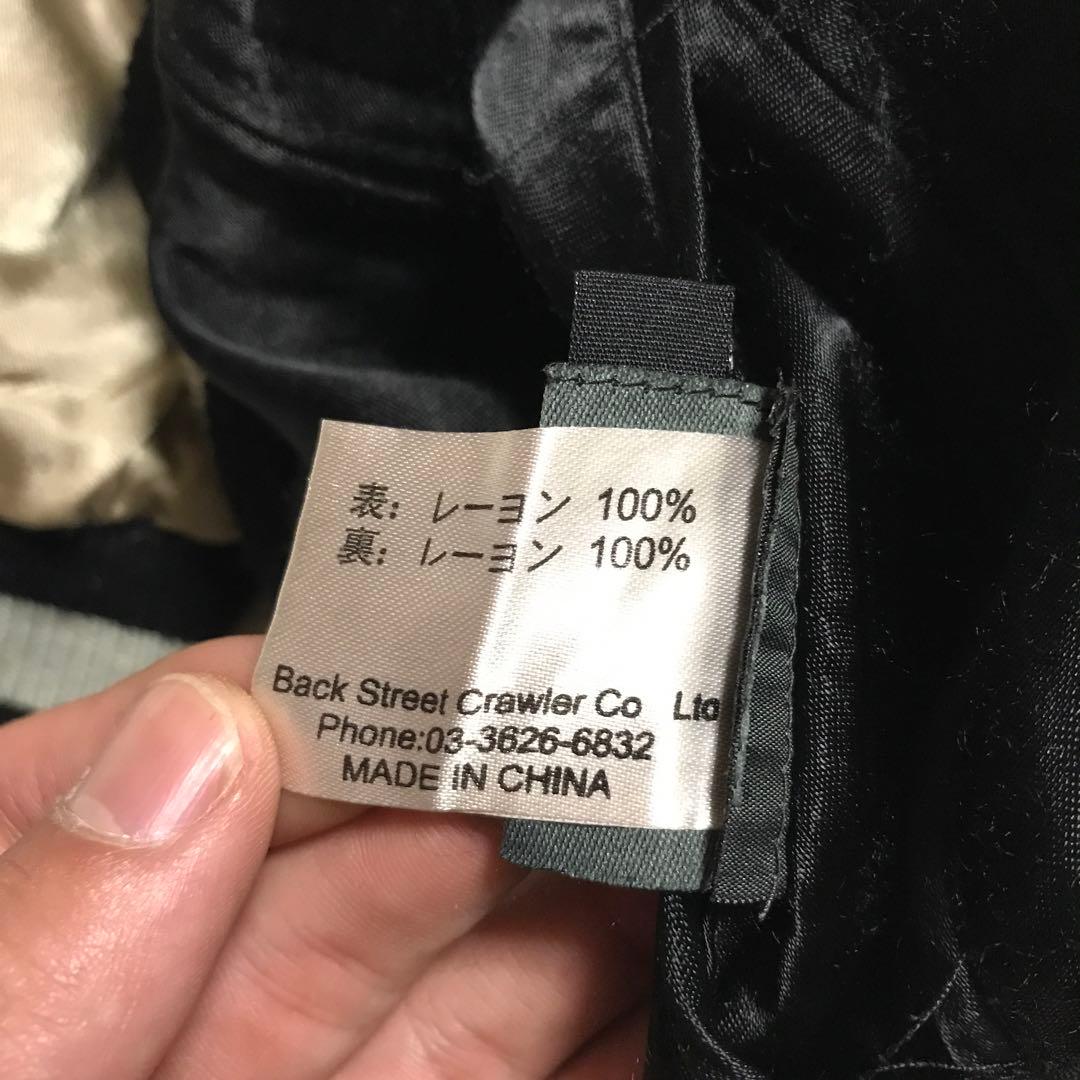 表: レーヨン 100%
裏: レーヨン 100%
Back Street Crawler Co Ltd
Phone:03-3626-6832
MADE IN CHINA